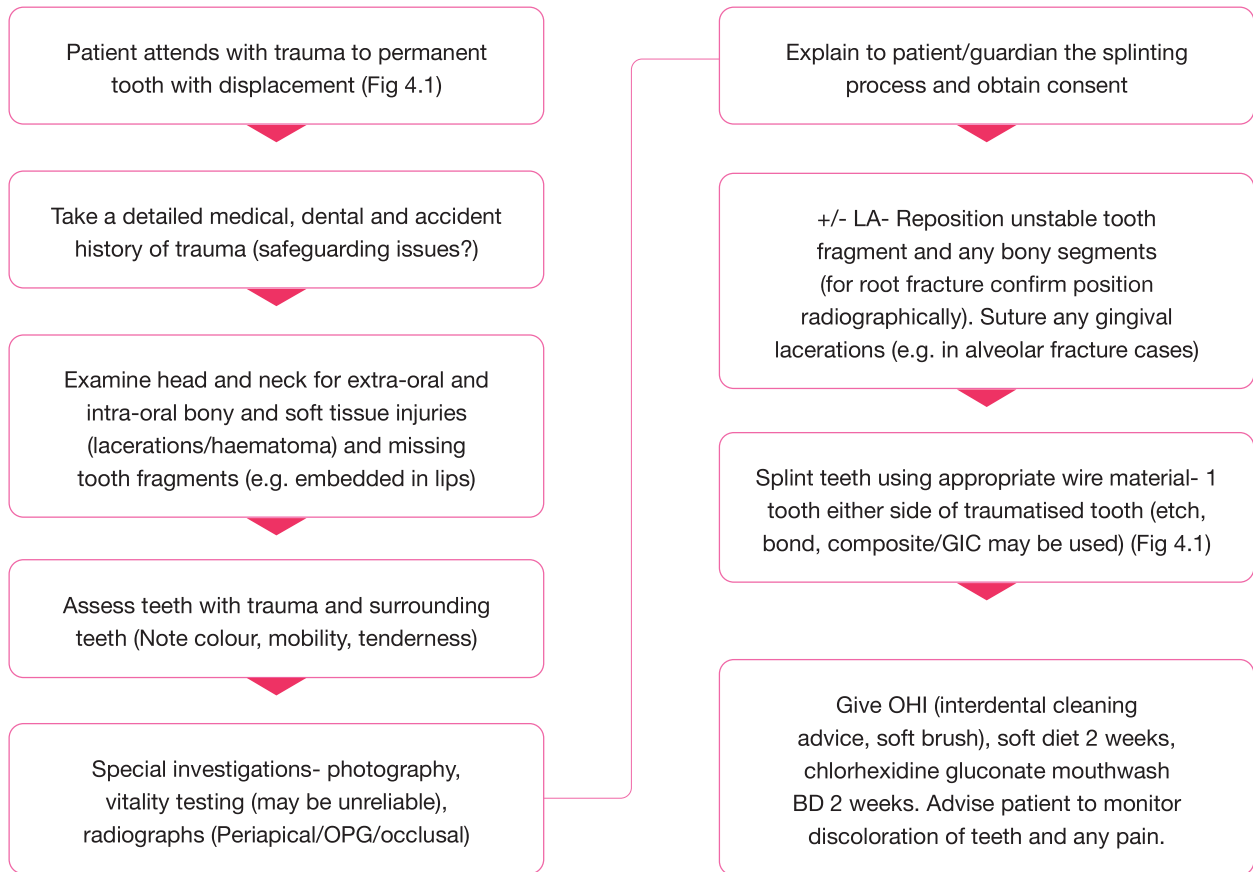 Patient attends with trauma to permanent
tooth with displacement (Fig 4.1)
Take a detailed medical, dental and accident
history of trauma (safeguarding issues?)
Examine head and neck for extra-oral and
intra-oral bony and soft tissue injuries
(lacerations/haematoma) and missing
tooth fragments (e.g. embedded in lips)
Assess teeth with trauma and surrounding
teeth (Note colour, mobility, tenderness)
Special investigations- photography,
vitality testing (may be unreliable),
radiographs (Periapical/OPG/occlusal)
Explain to patient/guardian the splinting
process and obtain consent
+/- LA- Reposition unstable tooth
fragment and any bony segments
(for root fracture confirm position
radiographically). Suture any gingival
lacerations (e.g. in alveolar fracture cases)
Splint teeth using appropriate wire material- 1
tooth either side of traumatised tooth (etch,
bond, composite/GIC may be used) (Fig 4.1)
Give OHI (interdental cleaning
advice, soft brush), soft diet 2 weeks,
chlorhexidine gluconate mouthwash
BD 2 weeks. Advise patient to monitor
discoloration of teeth and any pain.